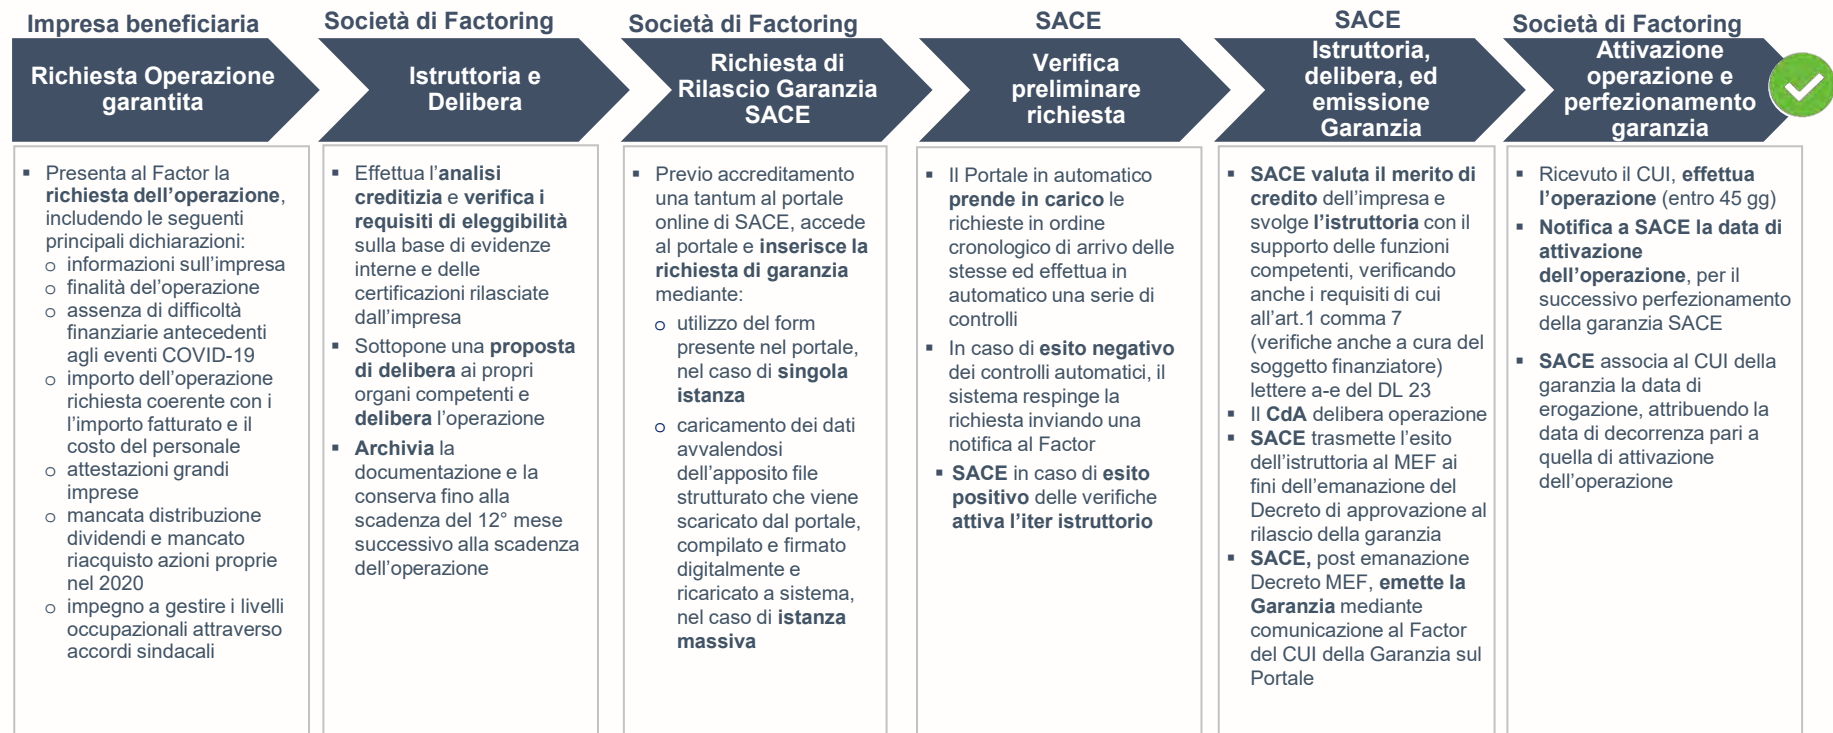 Impresa beneficiaria
Richiesta Operazione
garantita
▪ Presenta al Factor la
richiesta dell’operazione,
includendo le seguenti
principali dichiarazioni:
o informazioni sull’impresa
o finalità del’operazione
o assenza di difficoltà
finanziarie antecedenti
agli eventi COVID-19
o importo dell’operazione
richiesta coerente con i
l’importo fatturato e il
costo del personale
o attestazioni grandi
imprese
o mancata distribuzione
dividendi e mancato
riacquisto azioni proprie
nel 2020
o impegno a gestire i livelli
occupazionali attraverso
accordi sindacali
Società di Factoring
Istruttoria e
Delibera
▪ Effettua l’analisi
creditizia e verifica i
requisiti di eleggibilità
sulla base di evidenze
interne e delle
certificazioni rilasciate
dall’impresa
▪ Sottopone una proposta
di delibera ai propri
organi competenti e
delibera l’operazione
▪ Archivia la
documentazione e la
conserva fino alla
scadenza del 12° mese
successivo alla scadenza
dell’operazione
Società di Factoring
Richiesta di
Rilascio Garanzia
SACE
▪ Previo accreditamento
una tantum al portale
online di SACE, accede
al portale e inserisce la
richiesta di garanzia
mediante:
o utilizzo del form
presente nel portale,
nel caso di singola
istanza
o caricamento dei dati
avvalendosi
dell’apposito file
strutturato che viene
scaricato dal portale,
compilato e firmato
digitalmente e
ricaricato a sistema,
nel caso di istanza
massiva
SACE
Verifica
preliminare
richiesta
▪ Il Portale in automatico
prende in carico le
richieste in ordine
cronologico di arrivo delle
stesse ed effettua in
automatico una serie di
controlli
▪ In caso di esito negativo
dei controlli automatici, il
sistema respinge la
richiesta inviando una
notifica al Factor
▪ SACE in caso di esito
positivo delle verifiche
attiva l’iter istruttorio
SACE
Istruttoria,
delibera, ed
emissione
Garanzia
▪ SACE valuta il merito di
credito dell’impresa e
svolge l’istruttoria con il
supporto delle funzioni
competenti, verificando
anche i requisiti di cui
all’art.1 comma 7
(verifiche anche a cura del
soggetto finanziatore)
lettere a-e del DL 23
▪ Il CdA delibera operazione
▪ SACE trasmette l’esito
dell’istruttoria al MEF ai
fini dell’emanazione del
Decreto di approvazione al
rilascio della garanzia
▪ SACE, post emanazione
Decreto MEF, emette la
Garanzia mediante
comunicazione al Factor
del CUI della Garanzia sul
Portale
Società di Factoring
Attivazione
operazione e
perfezionamento
garanzia
▪ Ricevuto il CUI, effettua
l’operazione (entro 45 gg)
▪ Notifica a SACE la data di
attivazione
dell’operazione, per il
successivo perfezionamento
della garanzia SACE
▪ SACE associa al CUI della
garanzia la data di
erogazione, attribuendo la
data di decorrenza pari a
quella di attivazione
dell’operazione